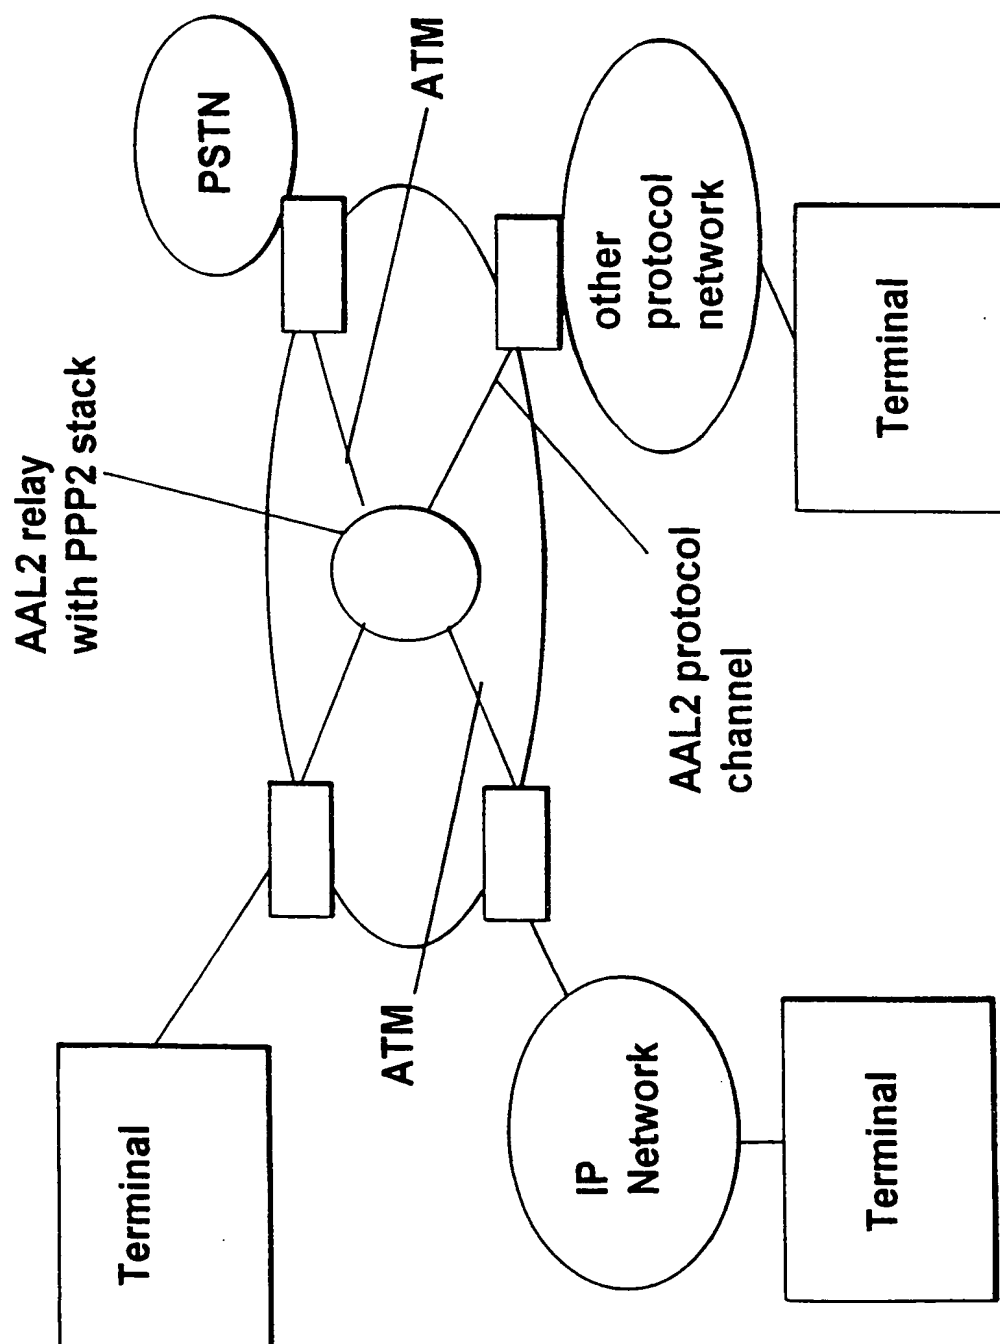 AAL2 relay
with PPP2 stack
PSTN
ATM
Terminal
ATM
other
protocol
network
AAL2 protocol
channel
IP
Network
Terminal
Terminal